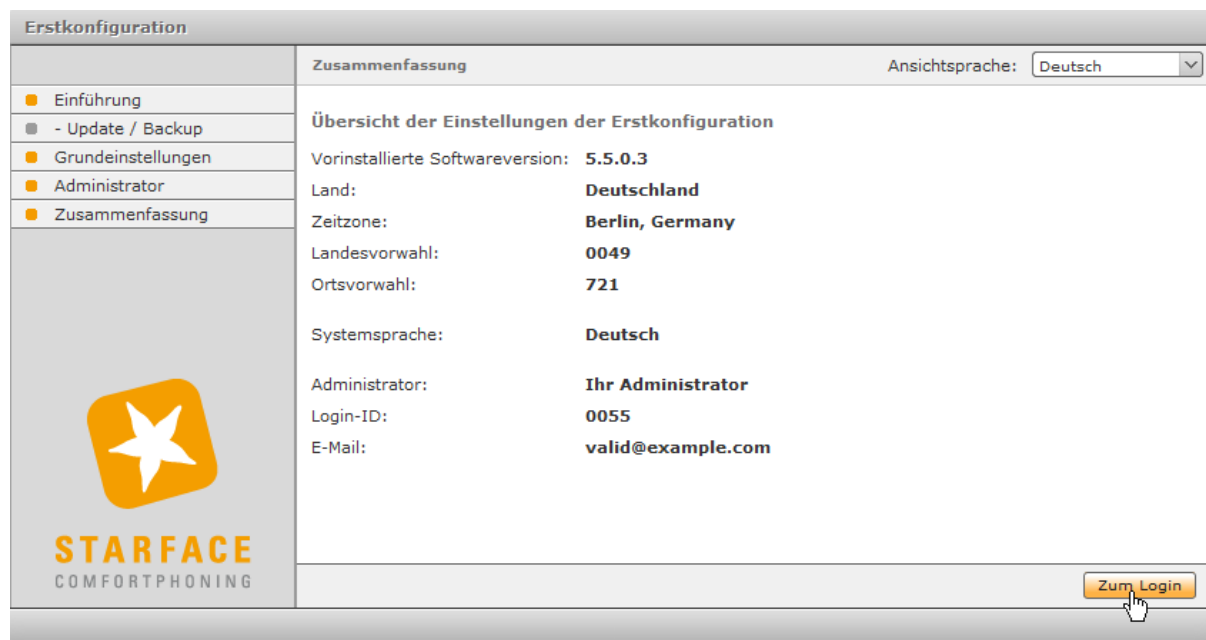 Erstkonfiguration
Zusammenfassung Ansichtsprache: Deutsch
Einführung
- Update / Backup
Grundeinstellungen
Administrator
Zusammenfassung
Übersicht der Einstellungen der Erstkonfiguration
Vorinstallierte Softwareversion: 5.5.0.3
Land: Deutschland
Zeitzone: Berlin, Germany
Landesvorwahl: 0049
Ortsvorwahl: 721
Systemsprache: Deutsch
Administrator: Ihr Administrator
Login-ID: 0055
E-Mail: valid@example.com
STARFACE
COMFORTPHONING
Zum Login